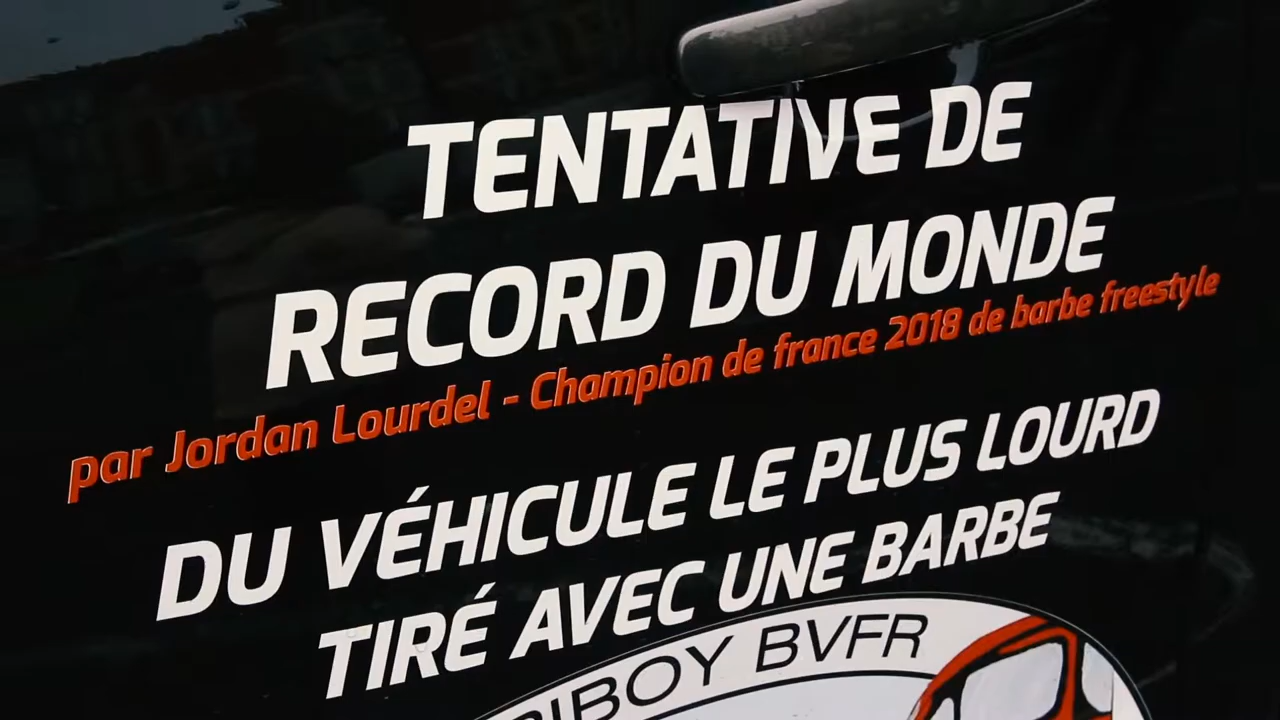 TENTATIVE DE
RECORD DU MONDE
par Jordan Lourdel - Champion de france 2018 de barbe freestyle
DU VÉHICULE LE PLUS LOURD
TIRÉ AVEC UNE BARBE
BVFR